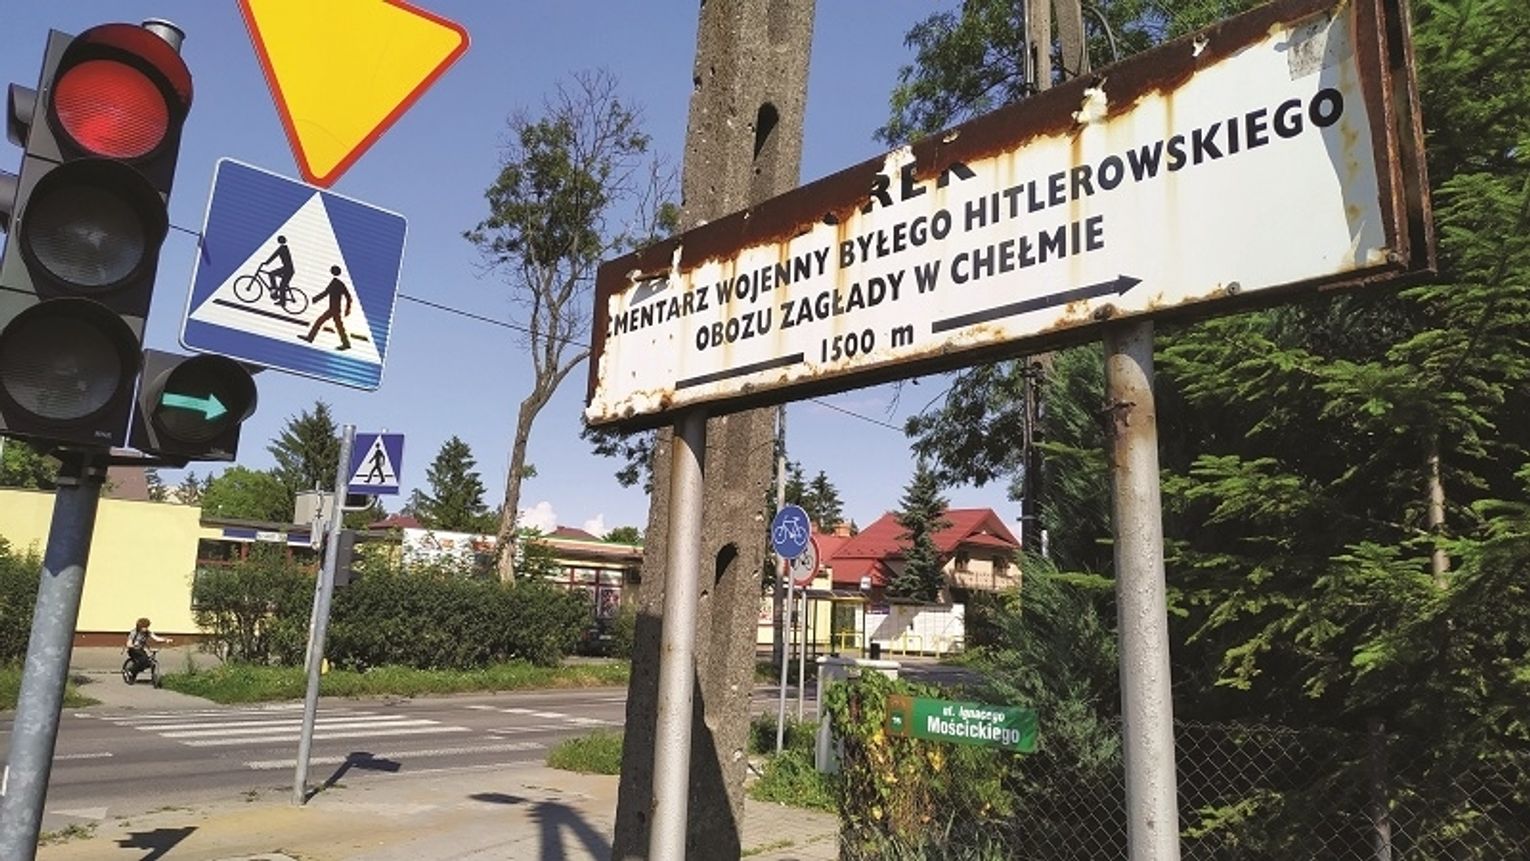 CMENTARZ WOJENNY BYŁEGO HITLEROWSKIEGO
OBOZU ZAGŁADY W CHEŁMIE
1500 m
ul. Ignacego
Mościckiego